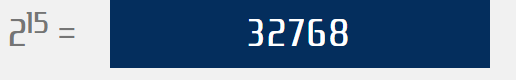 2¹⁵ = 32768